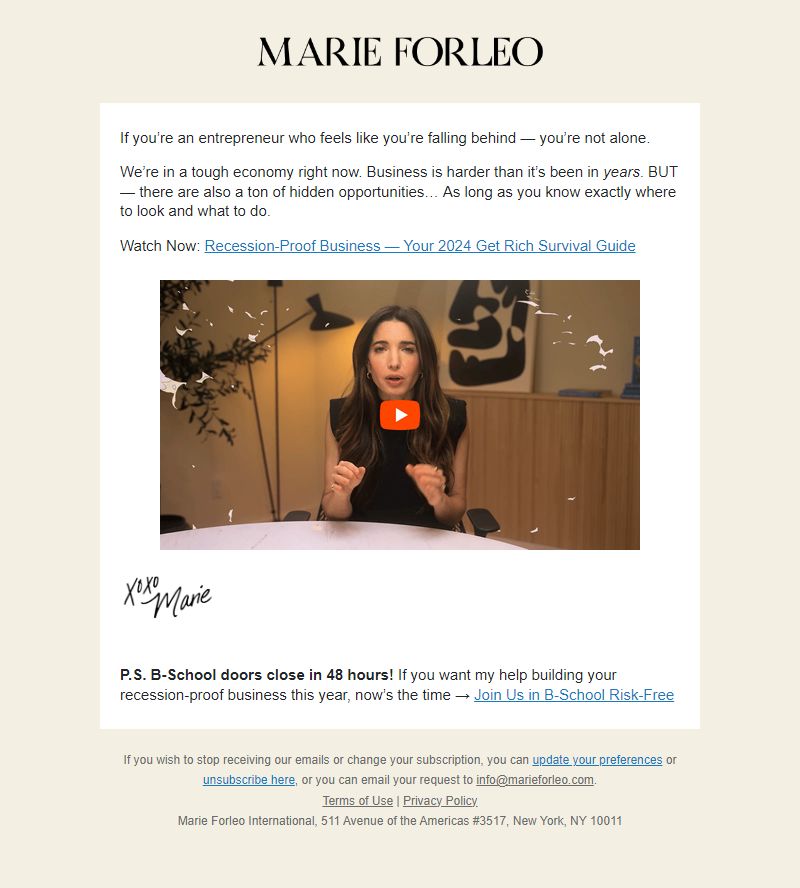 MARIE FORLEO
If you’re an entrepreneur who feels like you’re falling behind — you’re not alone.
We’re in a tough economy right now. Business is harder than it’s been in years. BUT
— there are also a ton of hidden opportunities… As long as you know exactly where
to look and what to do.
Watch Now: Recession-Proof Business — Your 2024 Get Rich Survival Guide
xoxo
Marie
P.S. B-School doors close in 48 hours! If you want my help building your
recession-proof business this year, now’s the time → Join Us in B-School Risk-Free
If you wish to stop receiving our emails or change your subscription, you can update your preferences or
unsubscribe here, or you can email your request to info@marieforleo.com.
Terms of Use | Privacy Policy
Marie Forleo International, 511 Avenue of the Americas #3517, New York, NY 10011